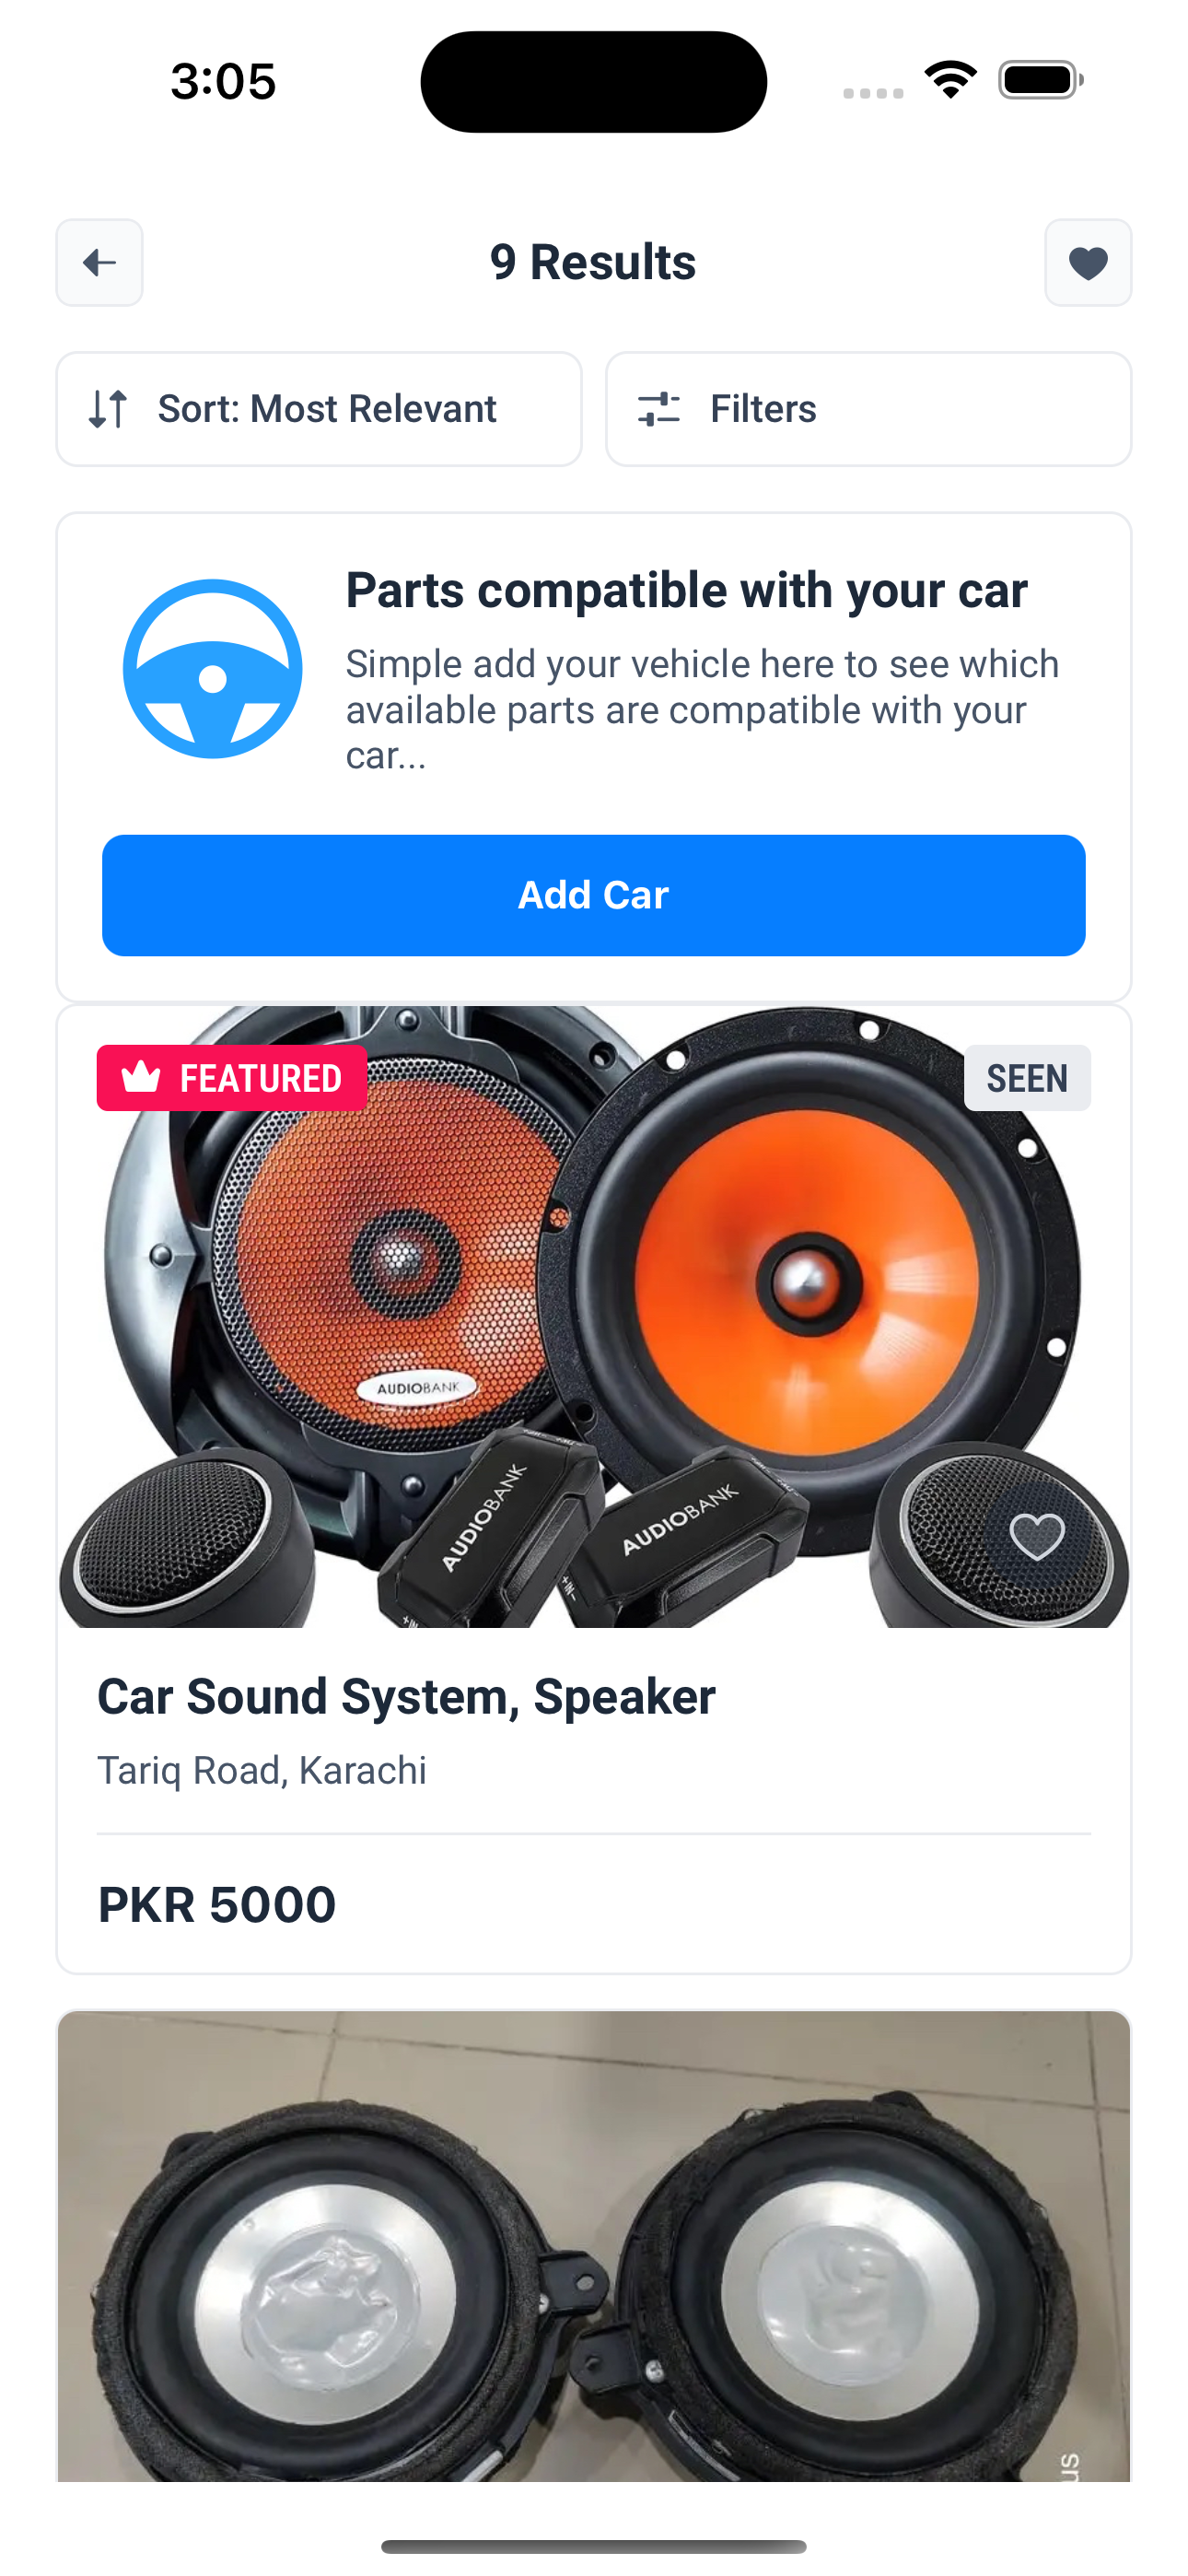 3:05
9 Results
Sort: Most Relevant
Filters
Parts compatible with your car
Simple add your vehicle here to see which
available parts are compatible with your
car...
Add Car
FEATURED
SEEN
AUDIOBANK
AUDIOBANK
AUDIOBANK
+IN-
Car Sound System, Speaker
Tariq Road, Karachi
PKR 5000
us